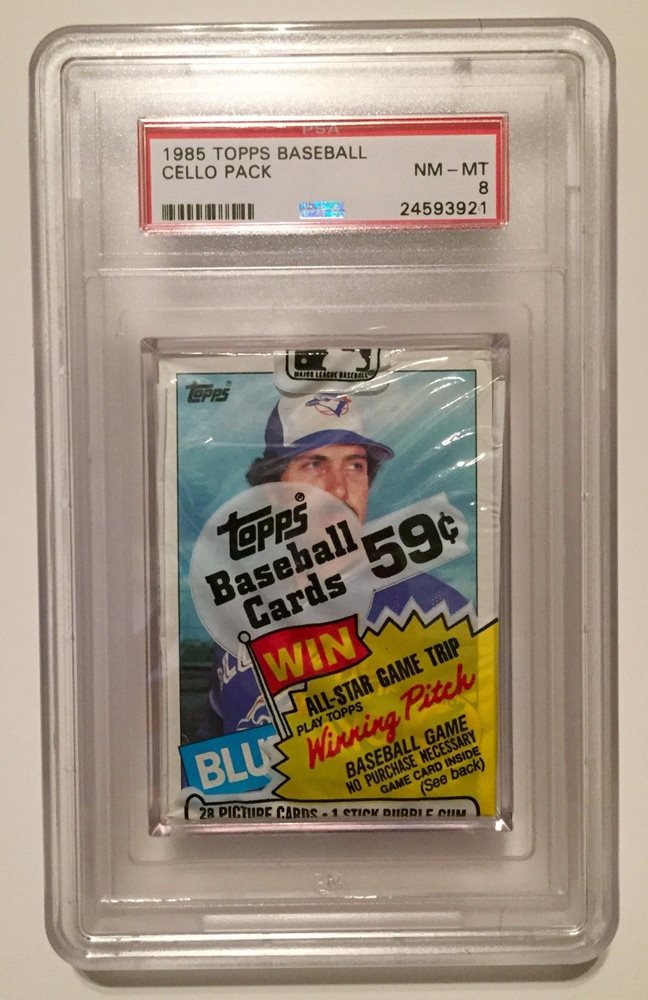 PSA
1985 TOPPS BASEBALL
CELLO PACK
NM - MT
8
24593921
MAJOR LEAGUE BASEBALL
TOPPS®
TOPPS®
Baseball
Cards
59¢
WIN
ALL-STAR GAME TRIP
PLAY TOPPS
Winning Pitch
BASEBALL GAME
NO PURCHASE NECESSARY
GAME CARD INSIDE
(See back)
BLU
28 PICTURE CARDS • 1 STICK BUBBLE GUM